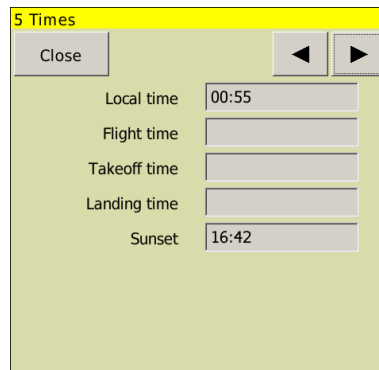 5 Times
Close
Local time 00:55
Flight time
Takeoff time
Landing time
Sunset 16:42